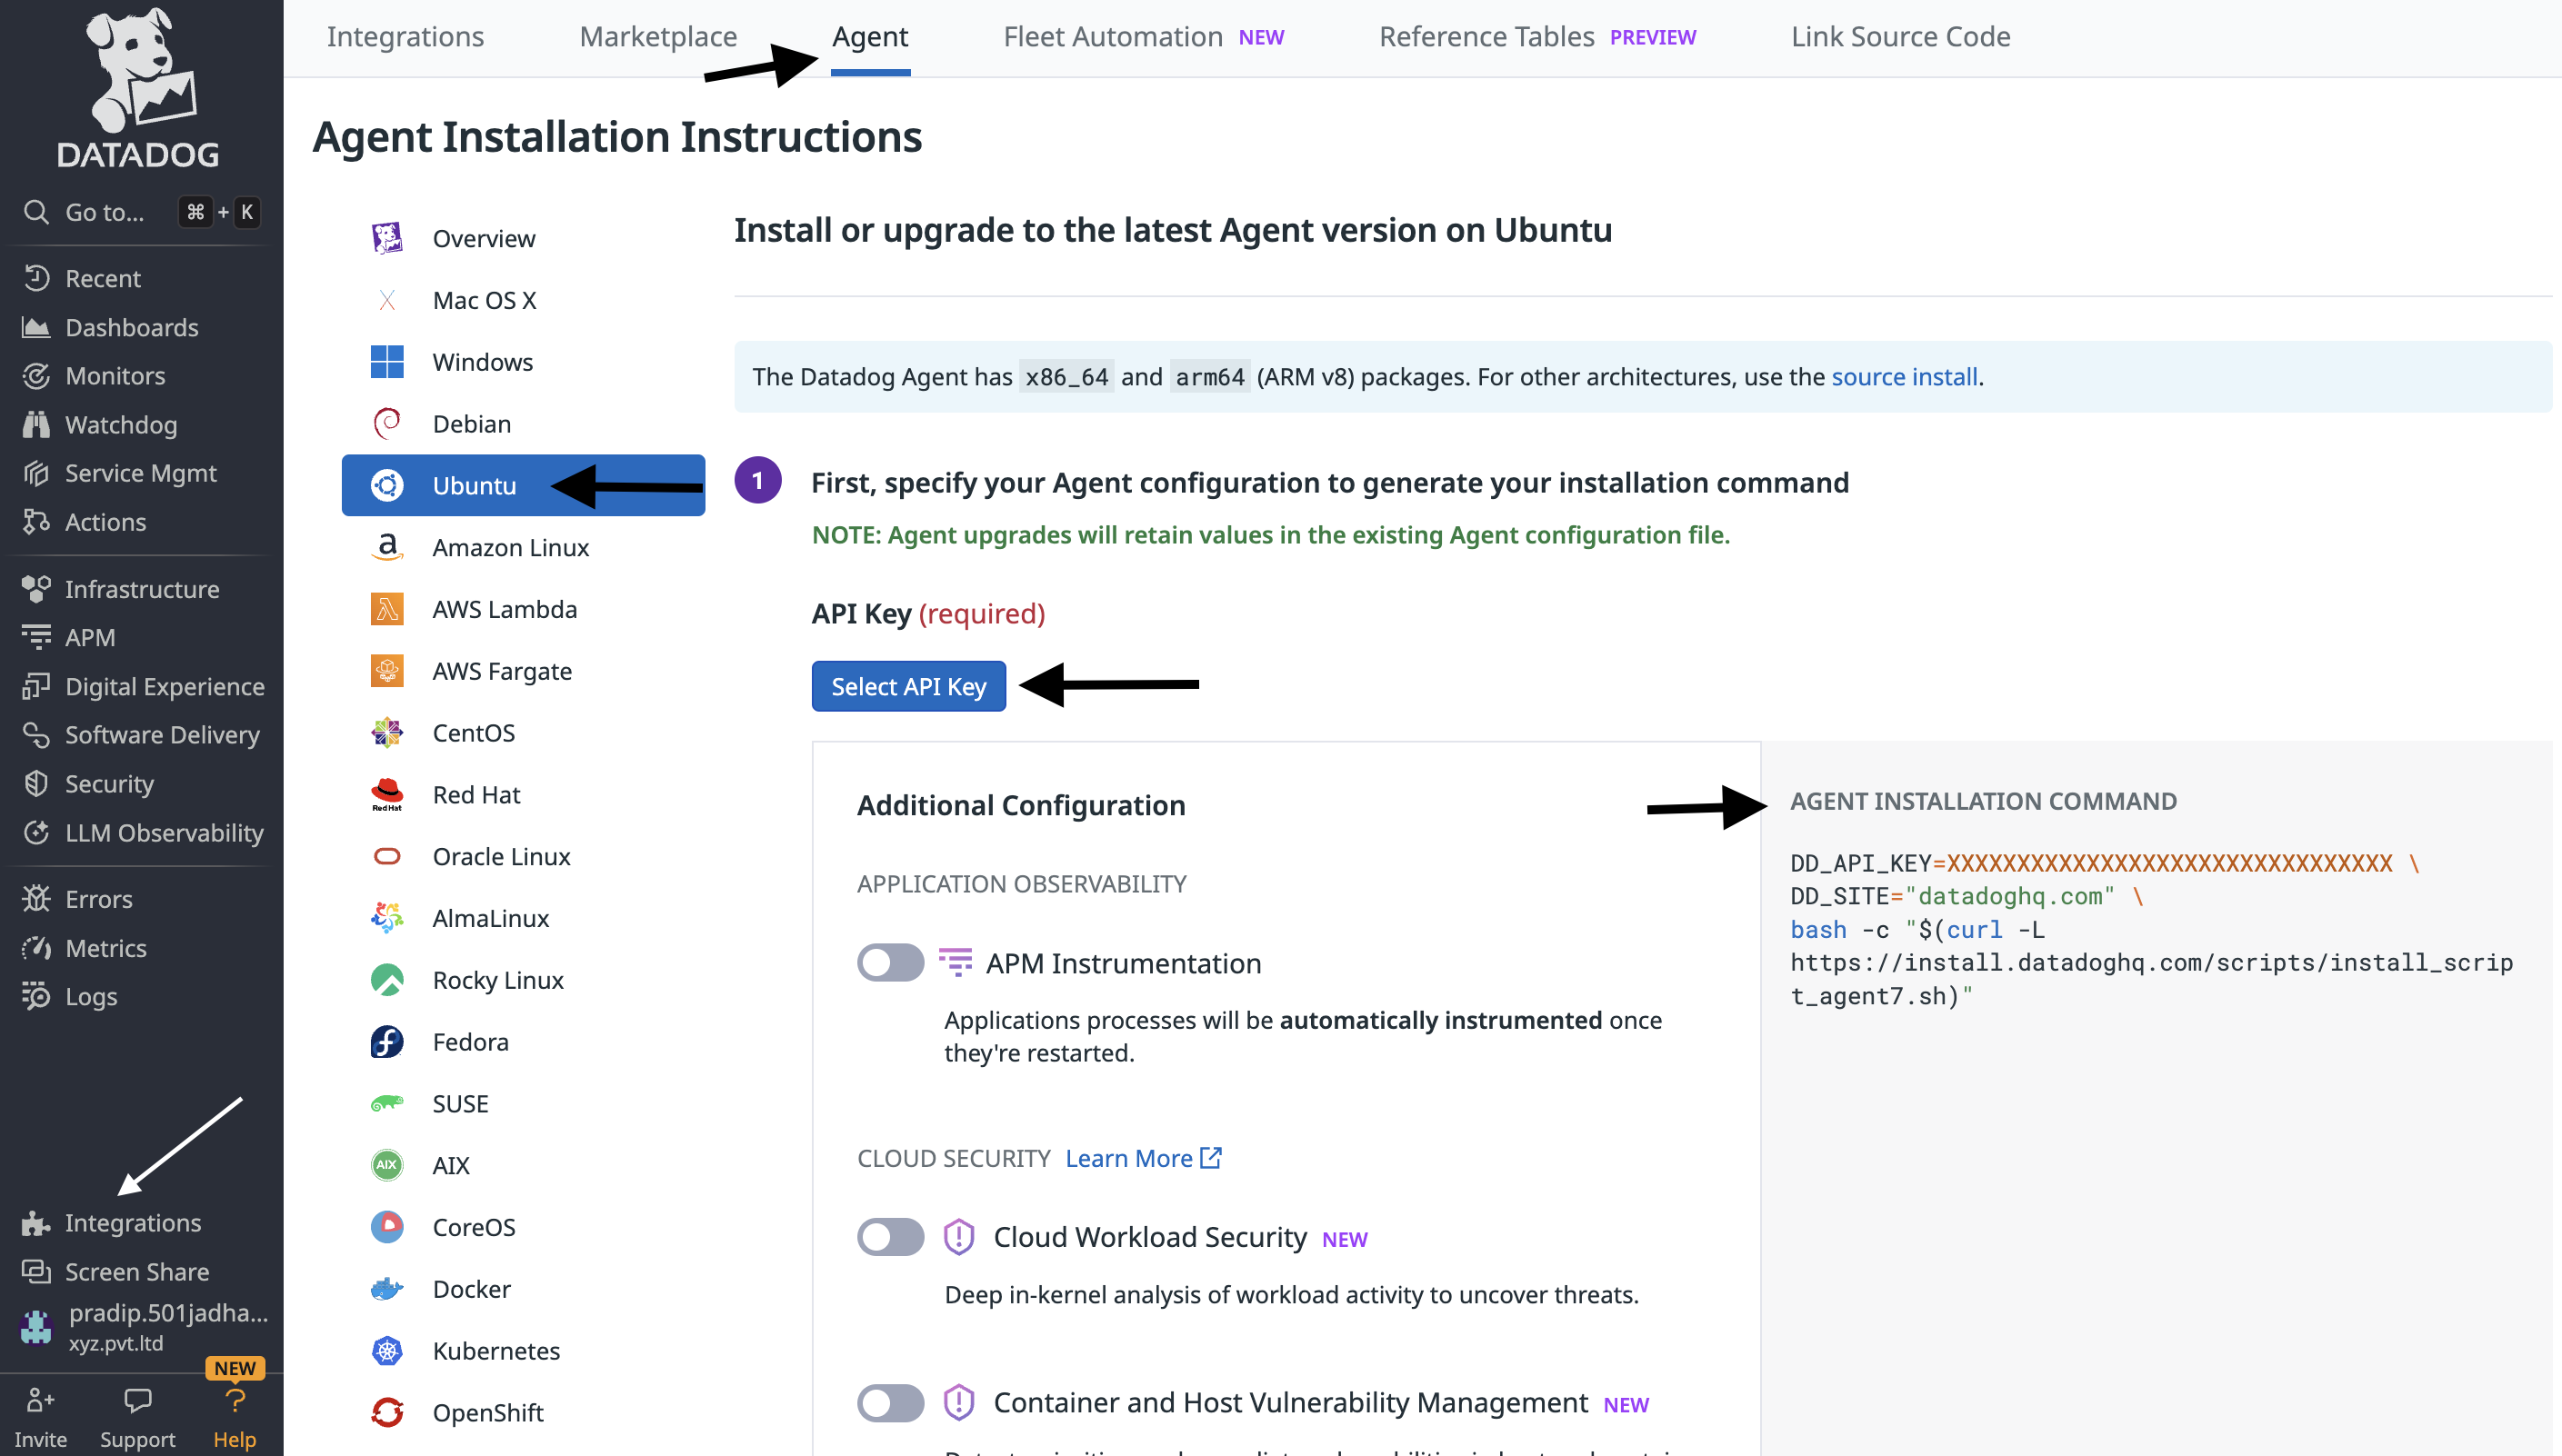 DATADOG
Go to... ⌘ + K
Recent
Dashboards
Monitors
Watchdog
Service Mgmt
Actions
Infrastructure
APM
Digital Experience
Software Delivery
Security
LLM Observability
Errors
Metrics
Logs
Integrations
Screen Share
pradip.501jadha...
xyz.pvt.ltd
NEW
Invite Support Help
Integrations Marketplace Agent Fleet Automation NEW Reference Tables PREVIEW Link Source Code
Agent Installation Instructions
Overview
Mac OS X
Windows
Debian
Ubuntu
Amazon Linux
AWS Lambda
AWS Fargate
CentOS
Red Hat
Oracle Linux
AlmaLinux
Rocky Linux
Fedora
SUSE
AIX
CoreOS
Docker
Kubernetes
OpenShift
Install or upgrade to the latest Agent version on Ubuntu
The Datadog Agent has x86_64 and arm64 (ARM v8) packages. For other architectures, use the source install.
1 First, specify your Agent configuration to generate your installation command
NOTE: Agent upgrades will retain values in the existing Agent configuration file.
API Key (required)
Select API Key
Additional Configuration
APPLICATION OBSERVABILITY
APM Instrumentation
Applications processes will be automatically instrumented once
they're restarted.
CLOUD SECURITY Learn More
Cloud Workload Security NEW
Deep in-kernel analysis of workload activity to uncover threats.
Container and Host Vulnerability Management NEW
AGENT INSTALLATION COMMAND
DD_API_KEY=XXXXXXXXXXXXXXXXXXXXXXXXXXXXXXXX \
DD_SITE="datadoghq.com" \
bash -c "$(curl -L
https://install.datadoghq.com/scripts/install_scrip
t_agent7.sh)"